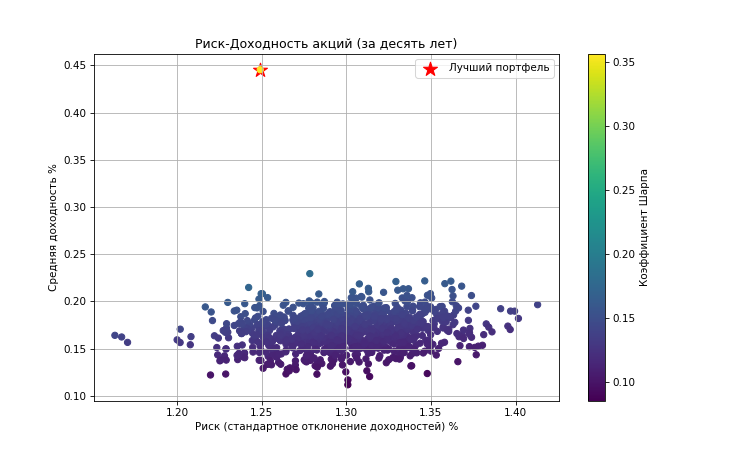 Риск-Доходность акций (за десять лет)
Лучший портфель
0.45
0.40
0.35
0.30
0.25
0.20
0.15
0.10
Средняя доходность %
1.20 1.25 1.30 1.35 1.40
Риск (стандартное отклонение доходностей) %
0.35
0.30
0.25
0.20
0.15
0.10
Коэффициент Шарпа